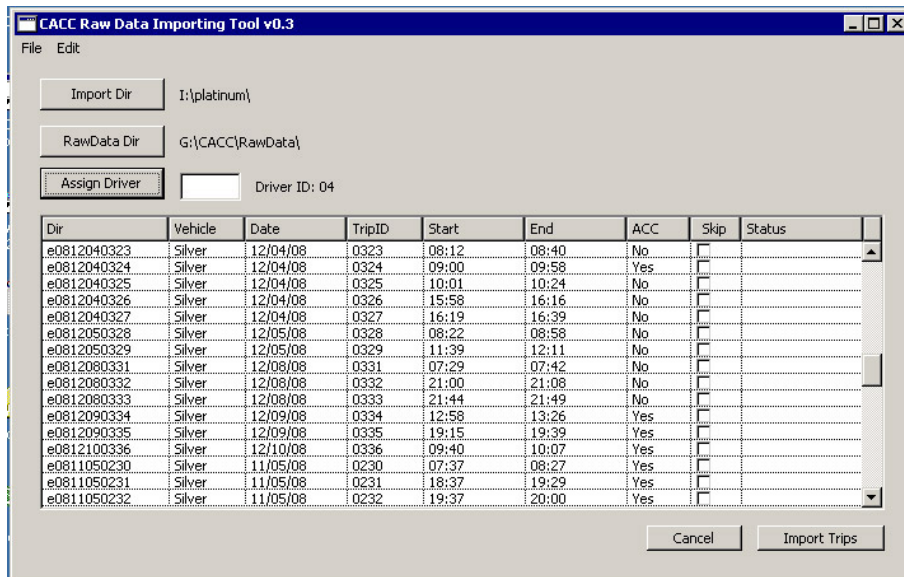 CACC Raw Data Importing Tool v0.3
File Edit
Import Dir I:\platinum\
RawData Dir G:\CACC\RawData\
Assign Driver Driver ID: 04
Dir Vehicle Date TripID Start End ACC Skip Status
e0812040323 Silver 12/04/08 0323 08:12 08:40 No
e0812040324 Silver 12/04/08 0324 09:00 09:58 Yes
e0812040325 Silver 12/04/08 0325 10:01 10:24 No
e0812040326 Silver 12/04/08 0326 15:58 16:16 No
e0812040327 Silver 12/04/08 0327 16:19 16:39 No
e0812050328 Silver 12/05/08 0328 08:22 08:58 No
e0812050329 Silver 12/05/08 0329 11:39 12:11 No
e0812080331 Silver 12/08/08 0331 07:29 07:42 No
e0812080332 Silver 12/08/08 0332 21:00 21:08 No
e0812080333 Silver 12/08/08 0333 21:44 21:49 No
e0812090334 Silver 12/09/08 0334 12:58 13:26 Yes
e0812090335 Silver 12/09/08 0335 19:15 19:39 Yes
e0812100336 Silver 12/10/08 0336 09:40 10:07 Yes
e0811050230 Silver 11/05/08 0230 07:37 08:27 Yes
e0811050231 Silver 11/05/08 0231 18:37 19:29 Yes
e0811050232 Silver 11/05/08 0232 19:37 20:00 Yes
Cancel Import Trips